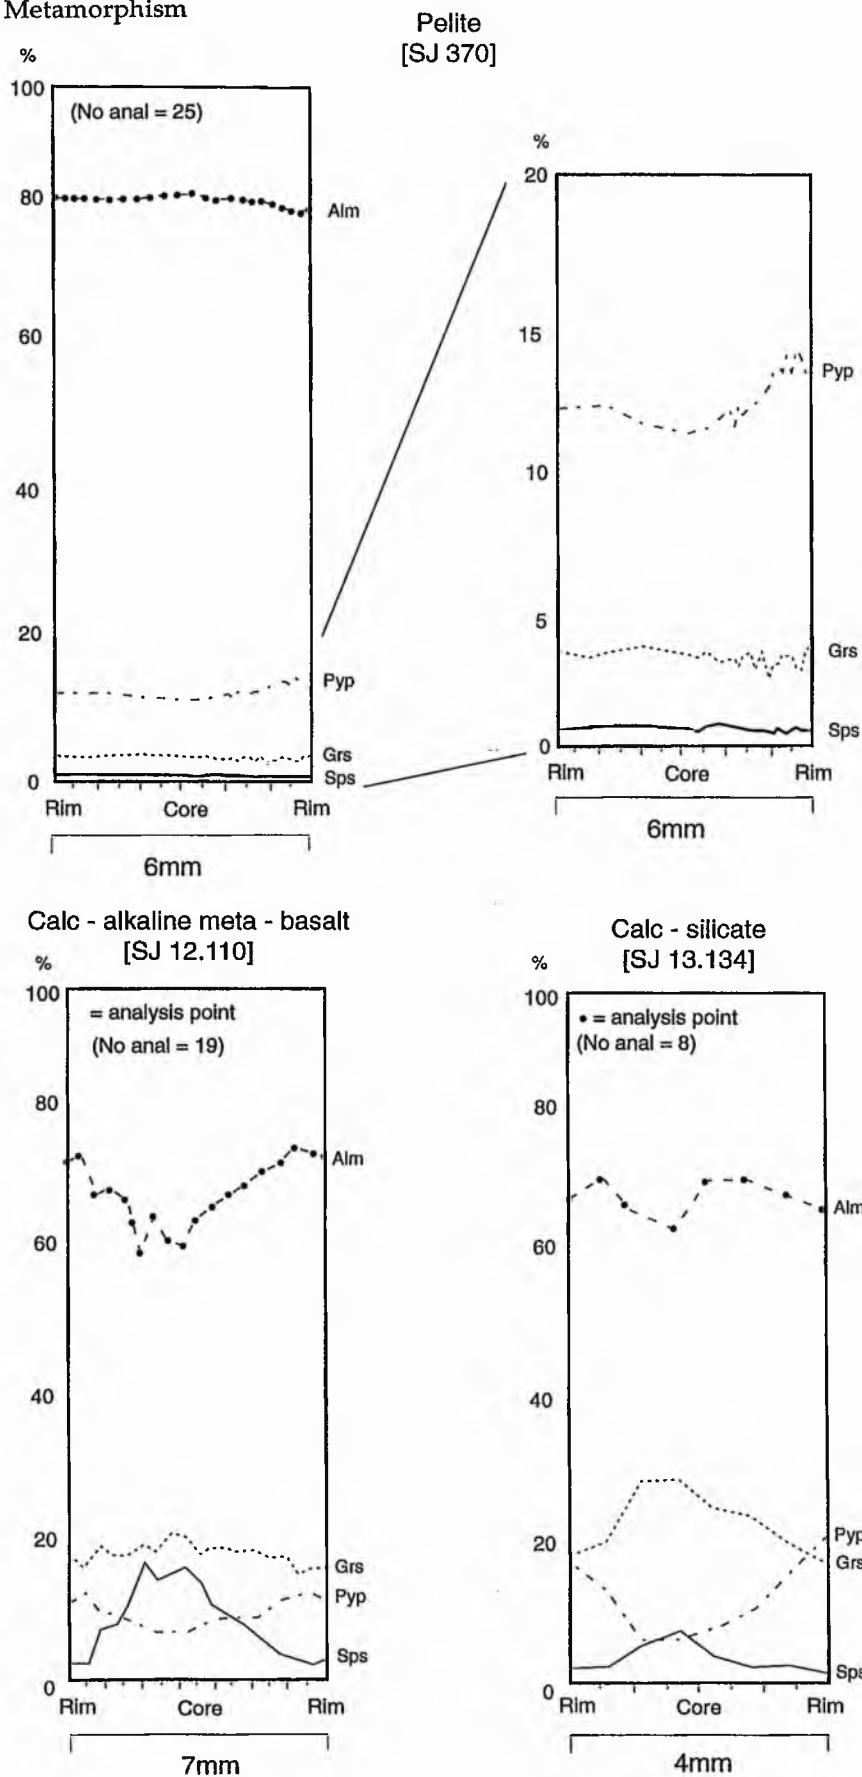 Metamorphism
Pelite
[SJ 370]
%
100
(No anal = 25)
80
Alm
60
40
20
Pyp
Grs
Sps
0
Rim Core Rim
6mm
%
20
15
Pyp
10
5
Grs
Sps
0
Rim Core Rim
6mm
Calc - alkaline meta - basalt
[SJ 12.110]
%
100
= analysis point
(No anal = 19)
80
Alm
60
40
20
Grs
Pyp
Sps
0
Rim Core Rim
7mm
Calc - silicate
[SJ 13.134]
%
100
• = analysis point
(No anal = 8)
80
Alm
60
40
20
Pyp
Grs
Sps
0
Rim Core Rim
4mm